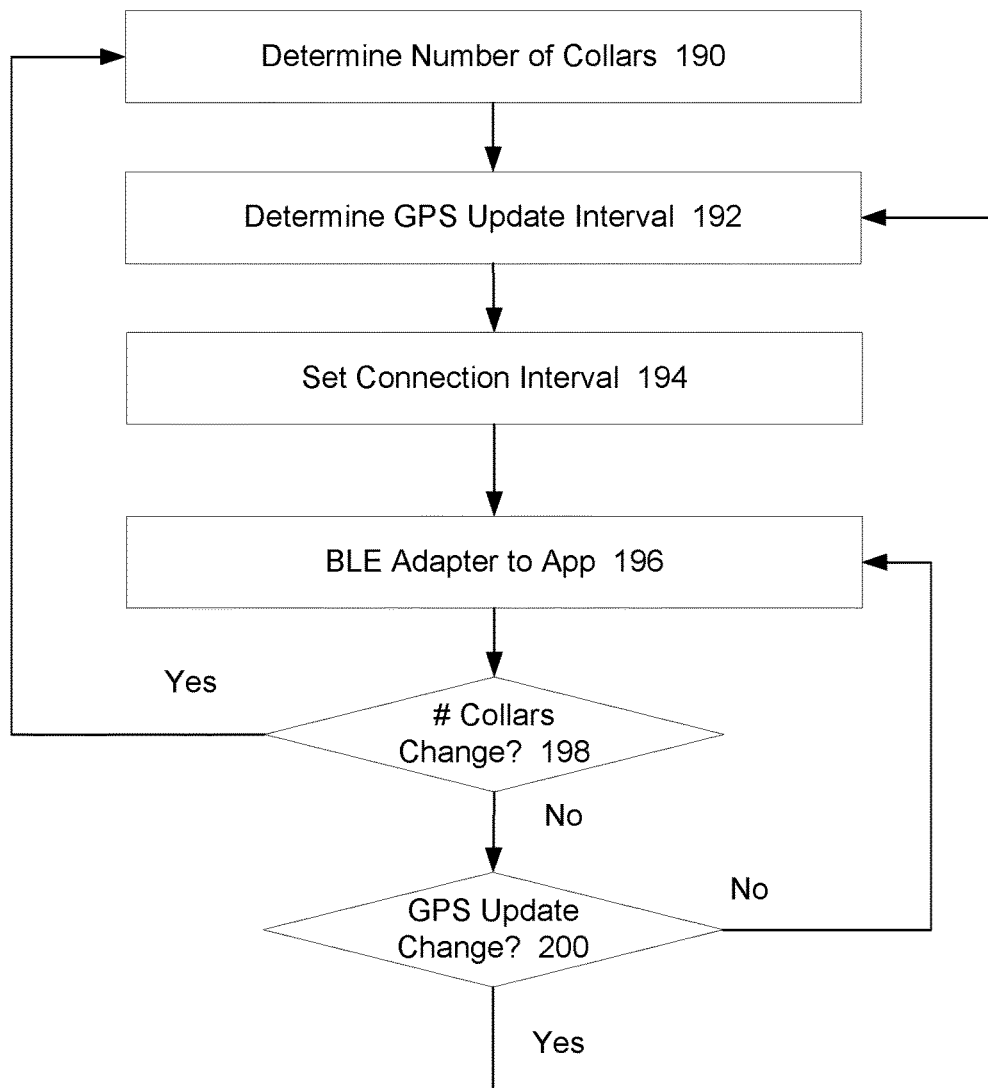 Determine Number of Collars 190
Determine GPS Update Interval 192
Set Connection Interval 194
BLE Adapter to App 196
Yes
# Collars
Change? 198
No
GPS Update
Change? 200
No
Yes